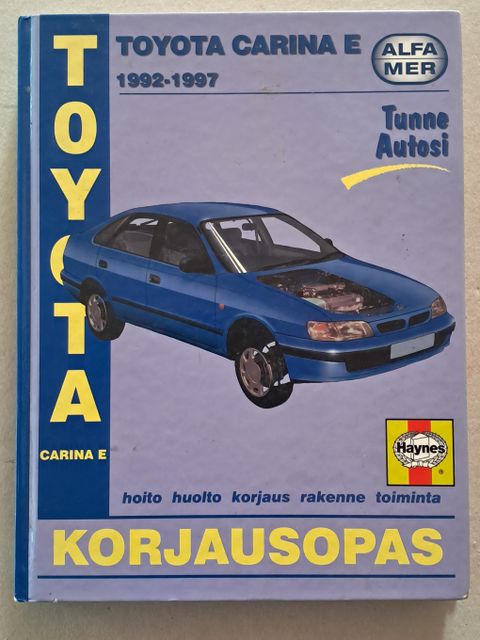 TOYOTA
TOYOTA CARINA E
1992-1997
ALFA
MER
Tunne
Autosi
CARINA E
Haynes
®
hoito huolto korjaus rakenne toiminta
KORJAUSOPAS